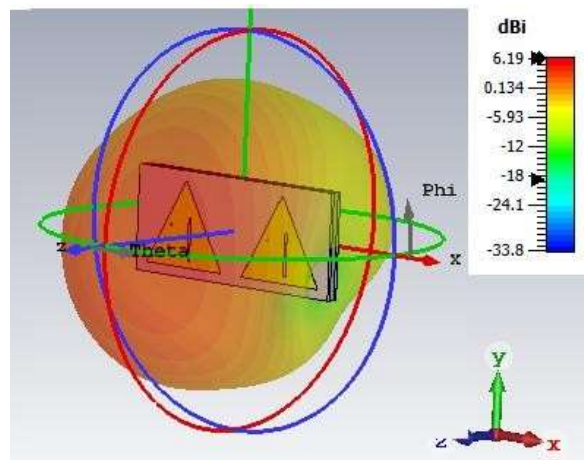 dBi
6.19
0.134
-5.93
-12
-18
-24.1
-33.8
Phi
z
Theta
x
y
z
x